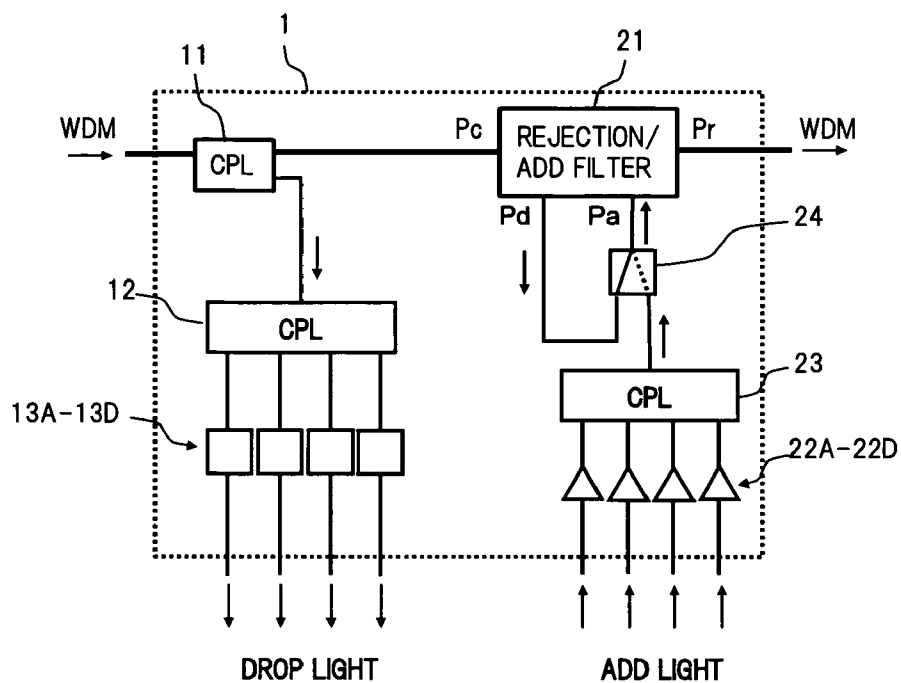 1
11
21
WDM
CPL
Pc
REJECTION/
ADD FILTER
Pr
WDM
Pd
Pa
24
12
CPL
23
CPL
13A-13D
22A-22D
DROP LIGHT
ADD LIGHT